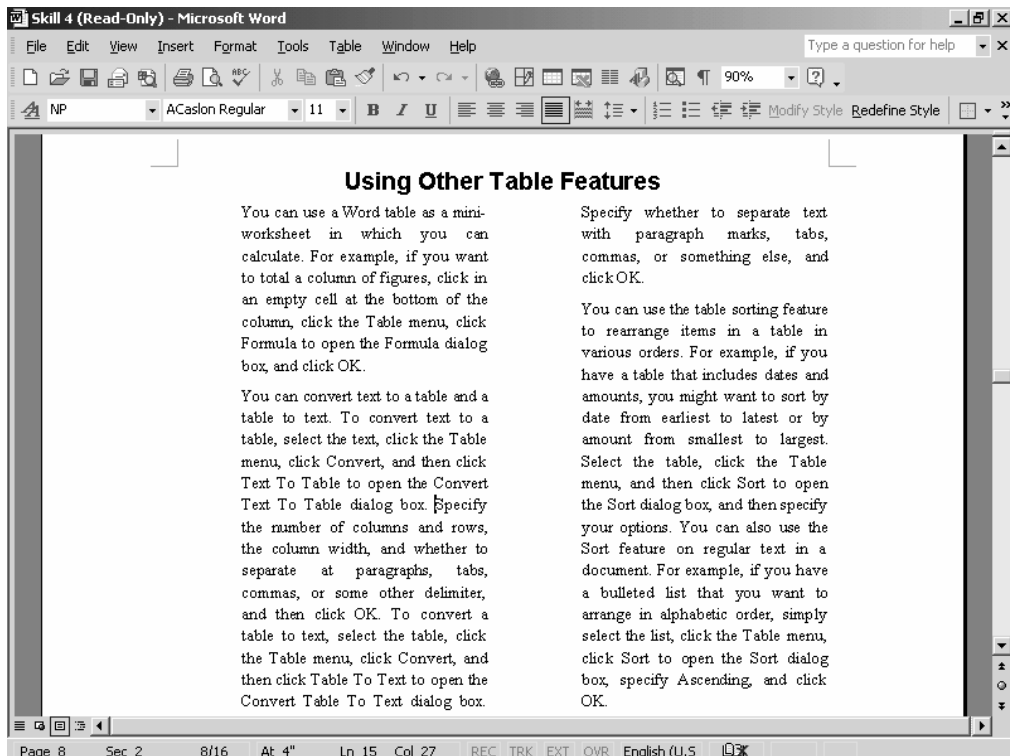 Skill 4 (Read-Only) - Microsoft Word
File Edit View Insert Format Tools Table Window Help Type a question for help
ABC 90%
NP ACaslon Regular 11 B I U Modify Style Redefine Style
Using Other Table Features
You can use a Word table as a mini-
worksheet in which you can
calculate. For example, if you want
to total a column of figures, click in
an empty cell at the bottom of the
column, click the Table menu, click
Formula to open the Formula dialog
box, and click OK.
You can convert text to a table and a
table to text. To convert text to a
table, select the text, click the Table
menu, click Convert, and then click
Text To Table to open the Convert
Text To Table dialog box. Specify
the number of columns and rows,
the column width, and whether to
separate at paragraphs, tabs,
commas, or some other delimiter,
and then click OK. To convert a
table to text, select the table, click
the Table menu, click Convert, and
then click Table To Text to open the
Convert Table To Text dialog box.
Specify whether to separate text
with paragraph marks, tabs,
commas, or something else, and
click OK.
You can use the table sorting feature
to rearrange items in a table in
various orders. For example, if you
have a table that includes dates and
amounts, you might want to sort by
date from earliest to latest or by
amount from smallest to largest.
Select the table, click the Table
menu, and then click Sort to open
the Sort dialog box, and then specify
your options. You can also use the
Sort feature on regular text in a
document. For example, if you have
a bulleted list that you want to
arrange in alphabetic order, simply
select the list, click the Table menu,
click Sort to open the Sort dialog
box, specify Ascending, and click
OK.
Page 8 Sec 2 8/16 At 4" Ln 15 Col 27 REC TRK EXT OVR English (U.S